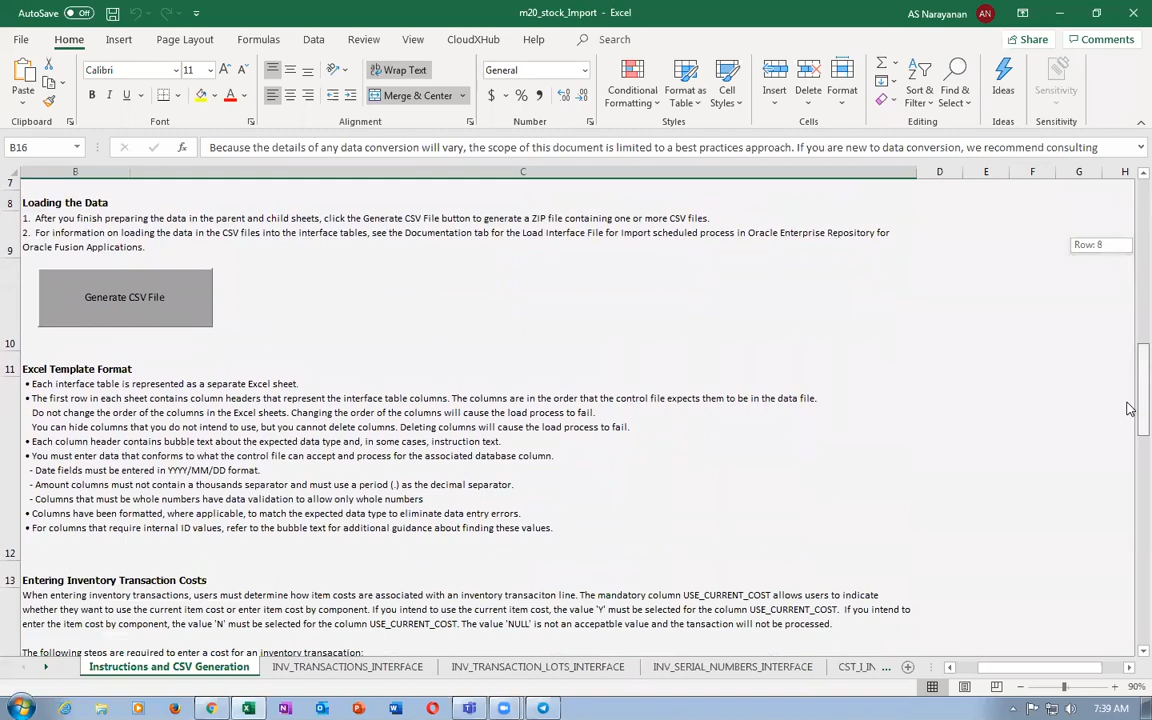 AutoSave Off
m20_stock_Import - Excel
AS Narayanan AN
File Home Insert Page Layout Formulas Data Review View CloudXHub Help Search Share Comments
Paste
Clipboard
Calibri 11
B I U
Font
Wrap Text
Merge & Center
Alignment
General
$ % 9
Number
Conditional Formatting
Format as Table
Cell Styles
Styles
Insert Delete Format
Cells
Sort & Filter
Find & Select
Editing
Ideas
Ideas
Sensitivity
Sensitivity
B16
fx
Because the details of any data conversion will vary, the scope of this document is limited to a best practices approach. If you are new to data conversion, we recommend consulting
B C D E F G H
7
8 Loading the Data
1. After you finish preparing the data in the parent and child sheets, click the Generate CSV File button to generate a ZIP file containing one or more CSV files.
2. For information on loading the data in the CSV files into the interface tables, see the Documentation tab for the Load Interface File for Import scheduled process in Oracle Enterprise Repository for
9 Oracle Fusion Applications.
Row: 8
Generate CSV File
10
11 Excel Template Format
• Each interface table is represented as a separate Excel sheet.
• The first row in each sheet contains column headers that represent the interface table columns. The columns are in the order that the control file expects them to be in the data file.
Do not change the order of the columns in the Excel sheets. Changing the order of the columns will cause the load process to fail.
You can hide columns that you do not intend to use, but you cannot delete columns. Deleting columns will cause the load process to fail.
• Each column header contains bubble text about the expected data type and, in some cases, instruction text.
• You must enter data that conforms to what the control file can accept and process for the associated database column.
- Date fields must be entered in YYYY/MM/DD format.
- Amount columns must not contain a thousands separator and must use a period (.) as the decimal separator.
- Columns that must be whole numbers have data validation to allow only whole numbers
• Columns have been formatted, where applicable, to match the expected data type to eliminate data entry errors.
• For columns that require internal ID values, refer to the bubble text for additional guidance about finding these values.
12
13 Entering Inventory Transaction Costs
When entering inventory transactions, users must determine how item costs are associated with an inventory transaciton line. The mandatory column USE_CURRENT_COST allows users to indicate
whether they want to use the current item cost or enter item cost by component. If you intend to use the current item cost, the value 'Y' must be selected for the column USE_CURRENT_COST. If you intend to
enter the item cost by component, the value 'N' must be selected for the column USE_CURRENT_COST. The value 'NULL' is not an accepatble value and the tansaction will not be processed.
The following steps are required to enter a cost for an inventory transaction:
Instructions and CSV Generation INV_TRANSACTIONS_INTERFACE INV_TRANSACTION_LOTS_INTERFACE INV_SERIAL_NUMBERS_INTERFACE CST_I_IN ...
90%
7:39 AM